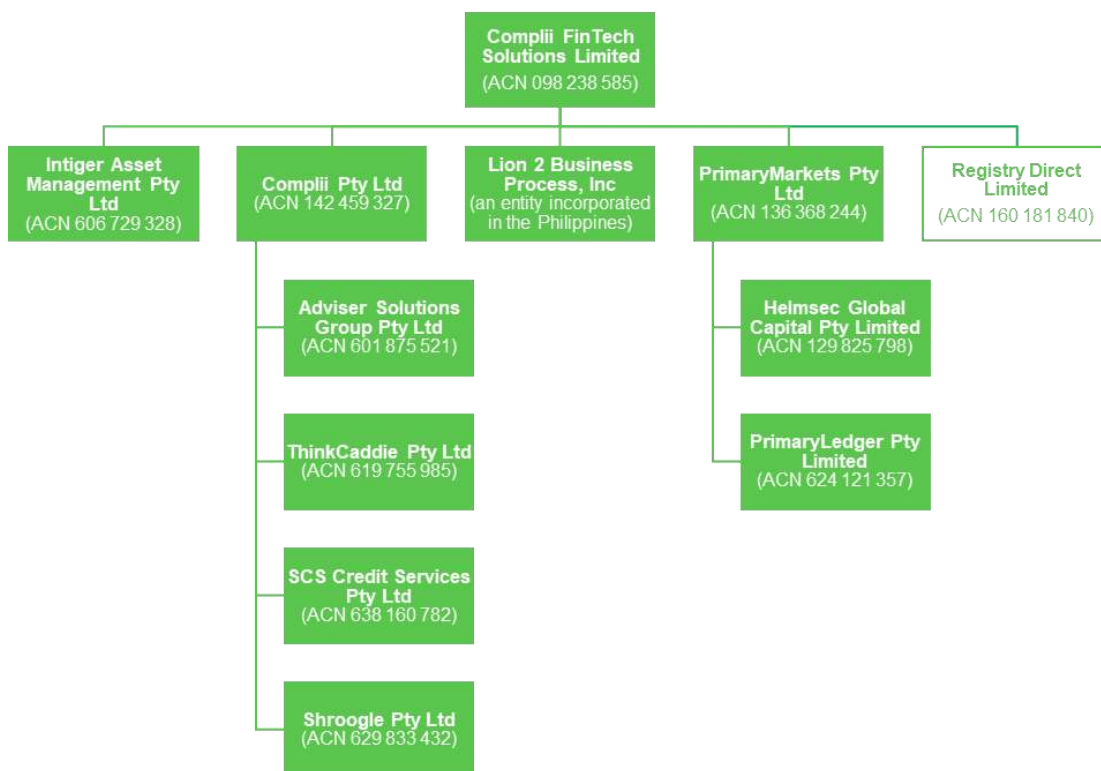 Complii FinTech
Solutions Limited
(ACN 098 238 585)
Intiger Asset
Management Pty
Ltd
(ACN 606 729 328)
Complii Pty Ltd
(ACN 142 459 327)
Lion 2 Business
Process, Inc
(an entity incorporated
in the Philippines)
PrimaryMarkets Pty
Ltd
(ACN 136 368 244)
Registry Direct
Limited
(ACN 160 181 840)
Adviser Solutions
Group Pty Ltd
(ACN 601 875 521)
Helmsec Global
Capital Pty Limited
(ACN 129 825 798)
ThinkCaddie Pty Ltd
(ACN 619 755 985)
PrimaryLedger Pty
Limited
(ACN 624 121 357)
SCS Credit Services
Pty Ltd
(ACN 638 160 782)
Shroogle Pty Ltd
(ACN 629 833 432)